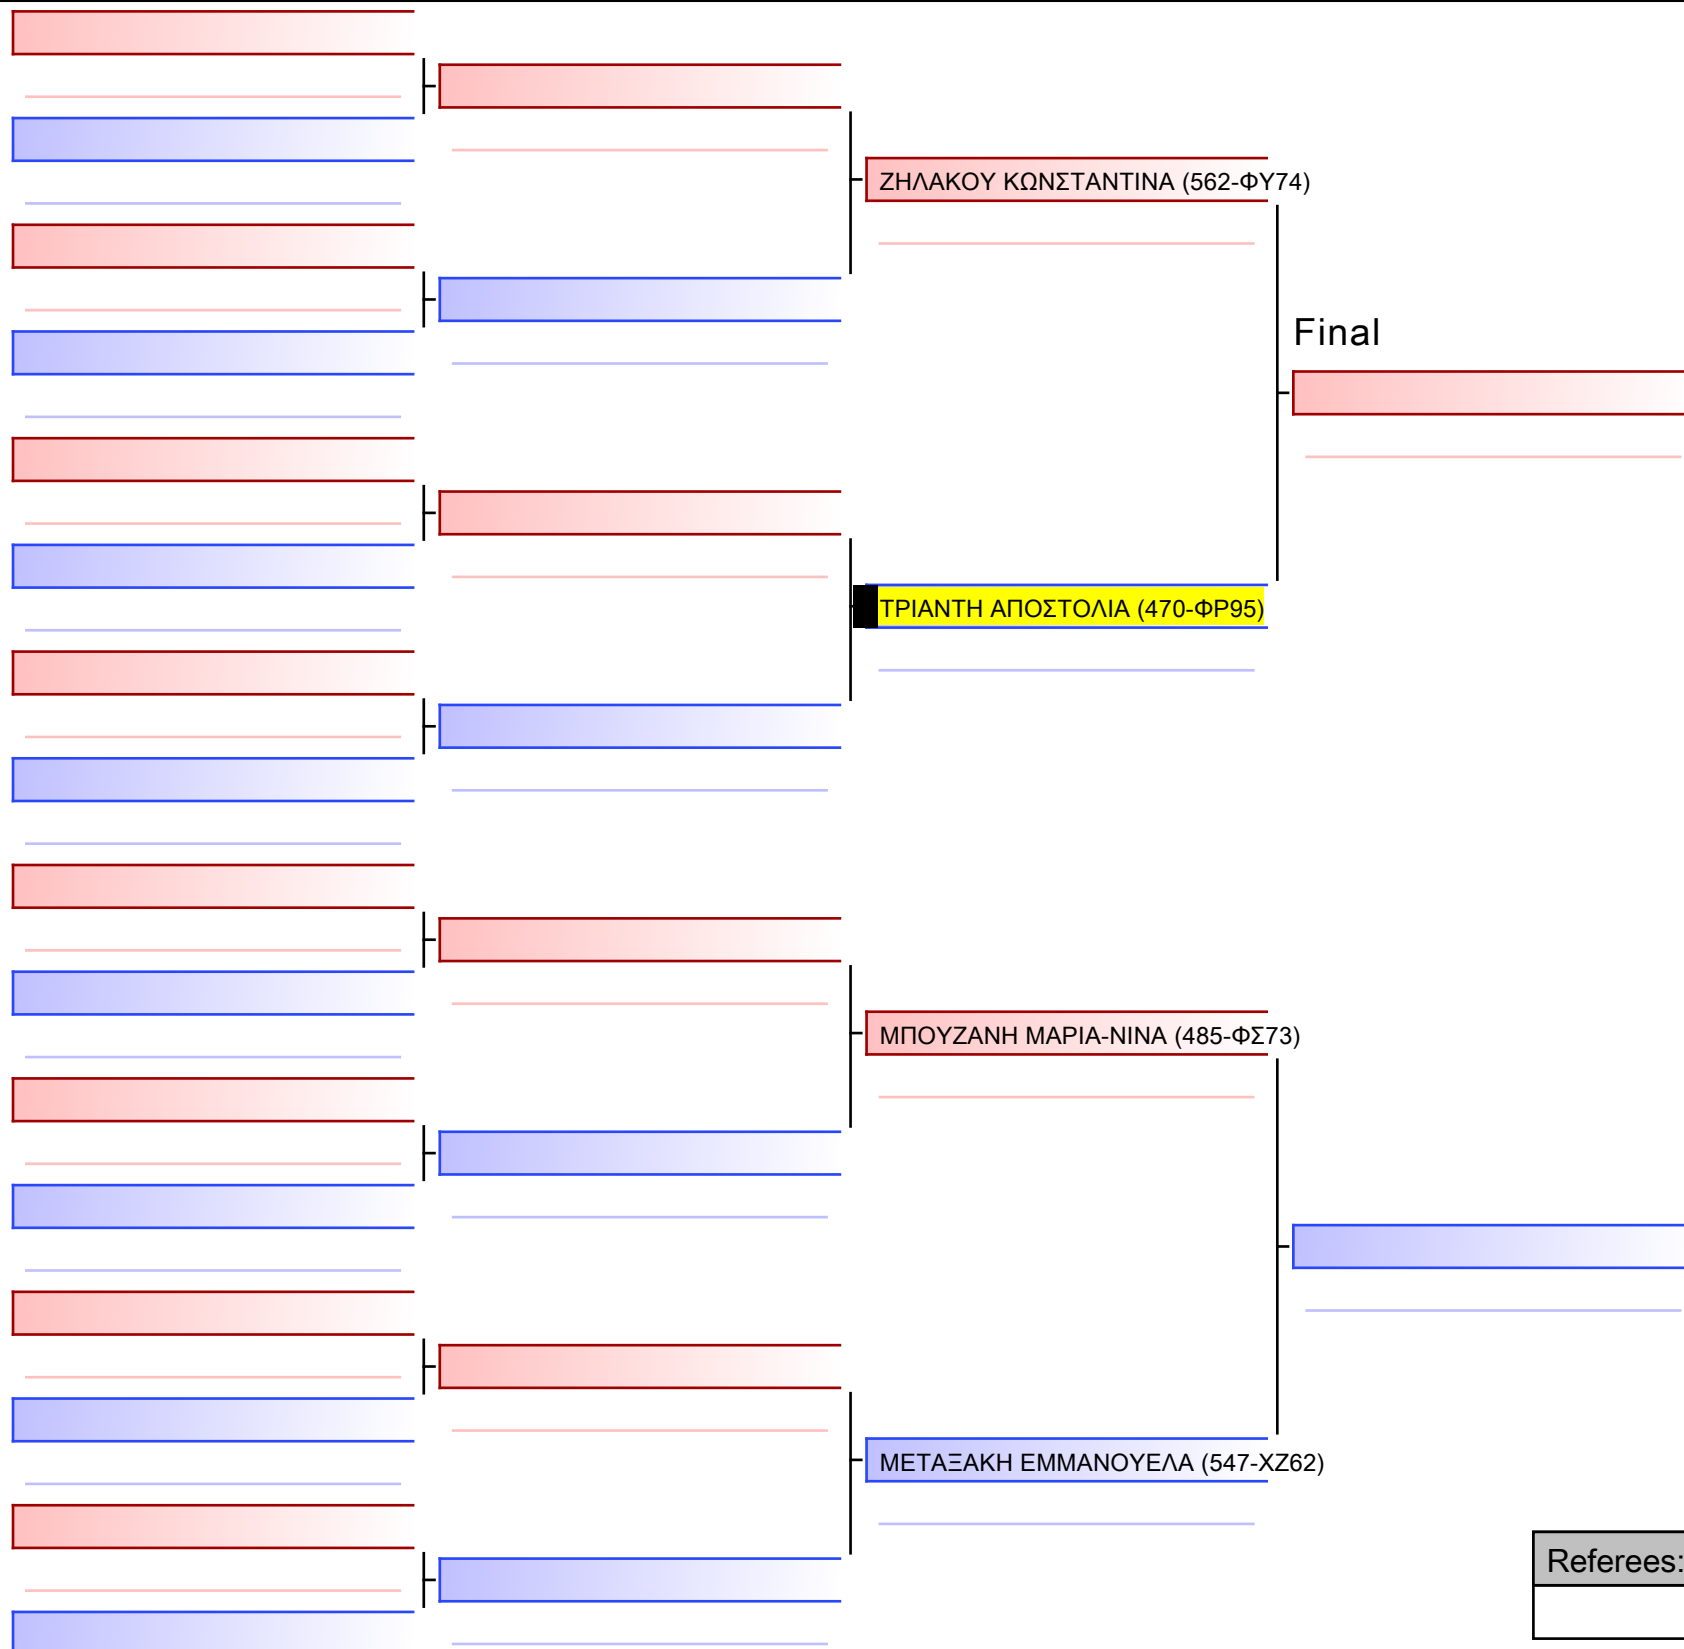 ΖΗΛΑΚΟΥ ΚΩΝΣΤΑΝΤΙΝΑ (562-ΦΥ74)
Final
ΤΡΙΑΝΤΗ ΑΠΟΣΤΟΛΙΑ (470-ΦΡ95)
ΜΠΟΥΖΑΝΗ ΜΑΡΙΑ-ΝΙΝΑ (485-ΦΣ73)
ΜΕΤΑΞΑΚΗ ΕΜΜΑΝΟΥΕΛΑ (547-ΧΖ62)
Referees: